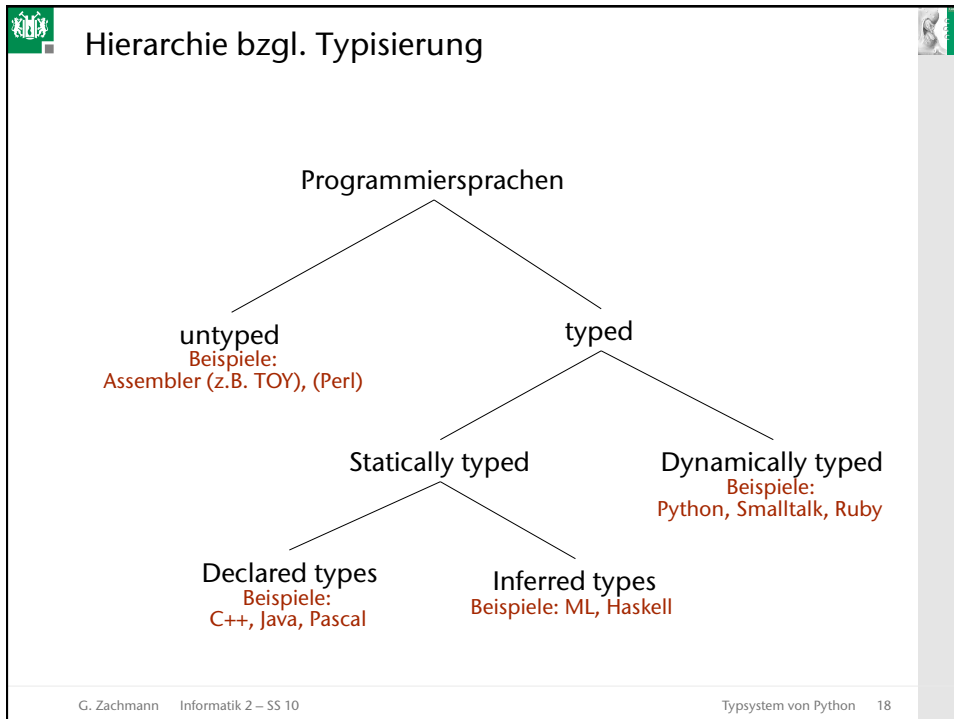 Hierarchie bzgl. Typisierung
Programmiersprachen
untyped
Beispiele:
Assembler (z.B. TOY), (Perl)
typed
Statically typed
Dynamically typed
Beispiele:
Python, Smalltalk, Ruby
Declared types
Beispiele:
C++, Java, Pascal
Inferred types
Beispiele: ML, Haskell
G. Zachmann Informatik 2 – SS 10
Typsystem von Python 18